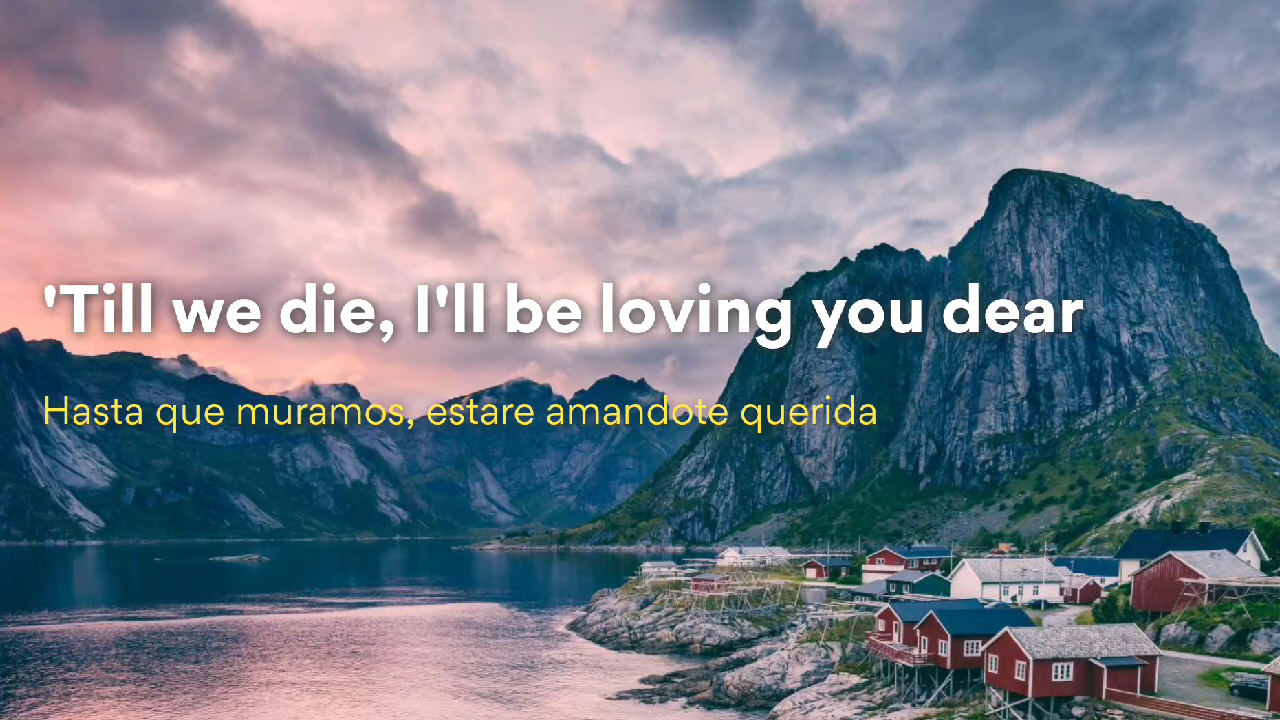 'Till we die, I'll be loving you dear
Hasta que muramos, estare amandote querida